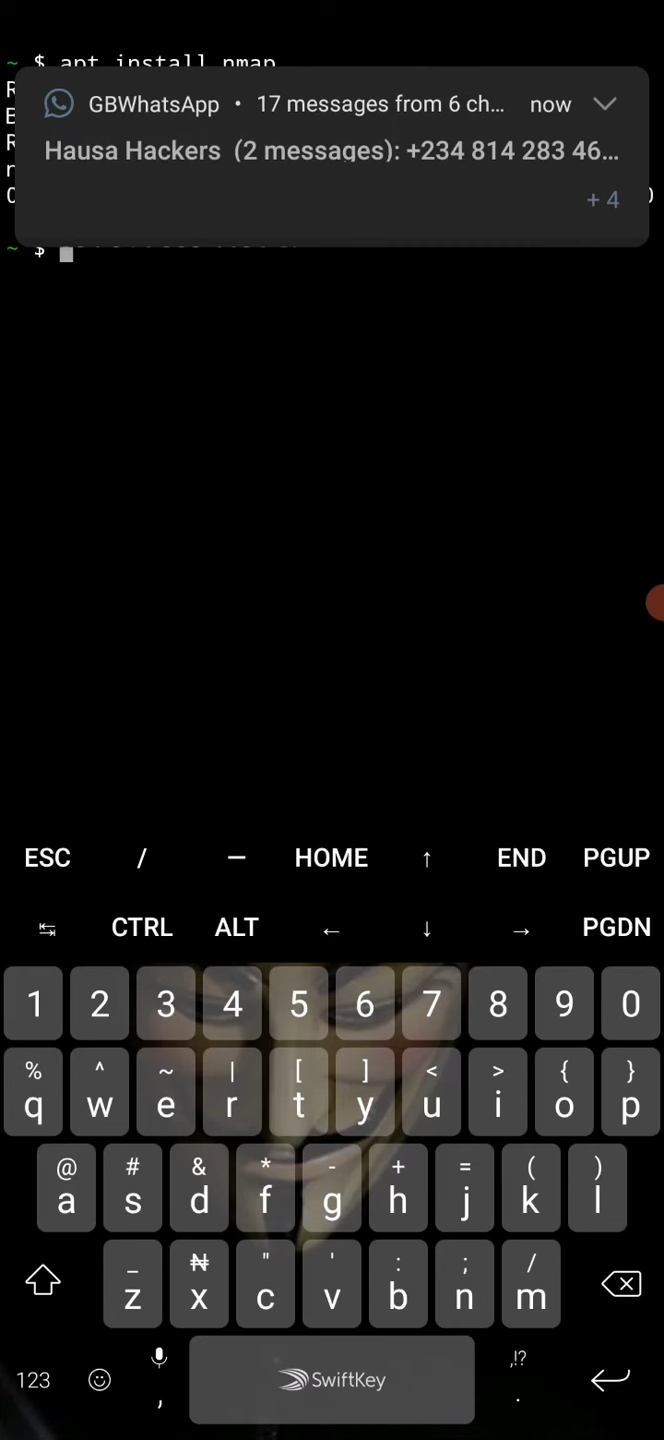 ~ $ apt install nmap
GBWhatsApp • 17 messages from 6 ch... now
R
B
Hausa Hackers (2 messages): +234 814 283 46...
R
r
0 0
+ 4
~ $
ESC / — HOME ↑ END PGUP
↹ CTRL ALT ← ↓ → PGDN
1 2 3 4 5 6 7 8 9 0
% ^ ~ | [ ] < > { }
q w e r t y u i o p
@ # & * - + = ( )
a s d f g h j k l
_ ₦ " ' : ; /
z x c v b n m
,!?
123 , SwiftKey .